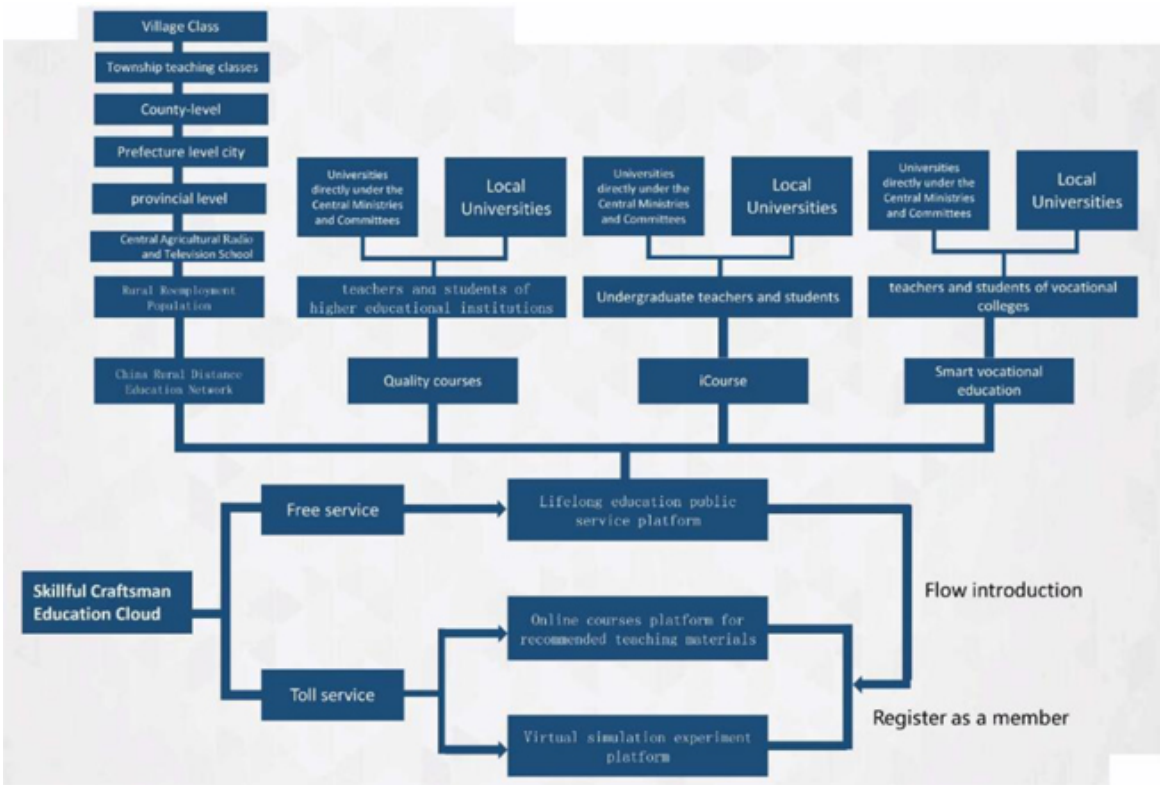 Village Class
Township teaching classes
County-level
Prefecture level city
provincial level
Central Agricultural Radio
and Television School
Rural Reemployment
Population
China Rural Distance
Education Network
Universities
directly under the
Central Ministries
and Committees
Local
Universities
teachers and students of
higher educational institutions
Quality courses
Universities
directly under the
Central Ministries
and Committees
Local
Universities
Undergraduate teachers and students
iCourse
Universities
directly under the
Central Ministries
and Committees
Local
Universities
teachers and students of vocational
colleges
Smart vocational
education
Skillful Craftsman
Education Cloud
Free service
Lifelong education public
service platform
Toll service
Online courses platform for
recommended teaching materials
Virtual simulation experiment
platform
Flow introduction
Register as a member